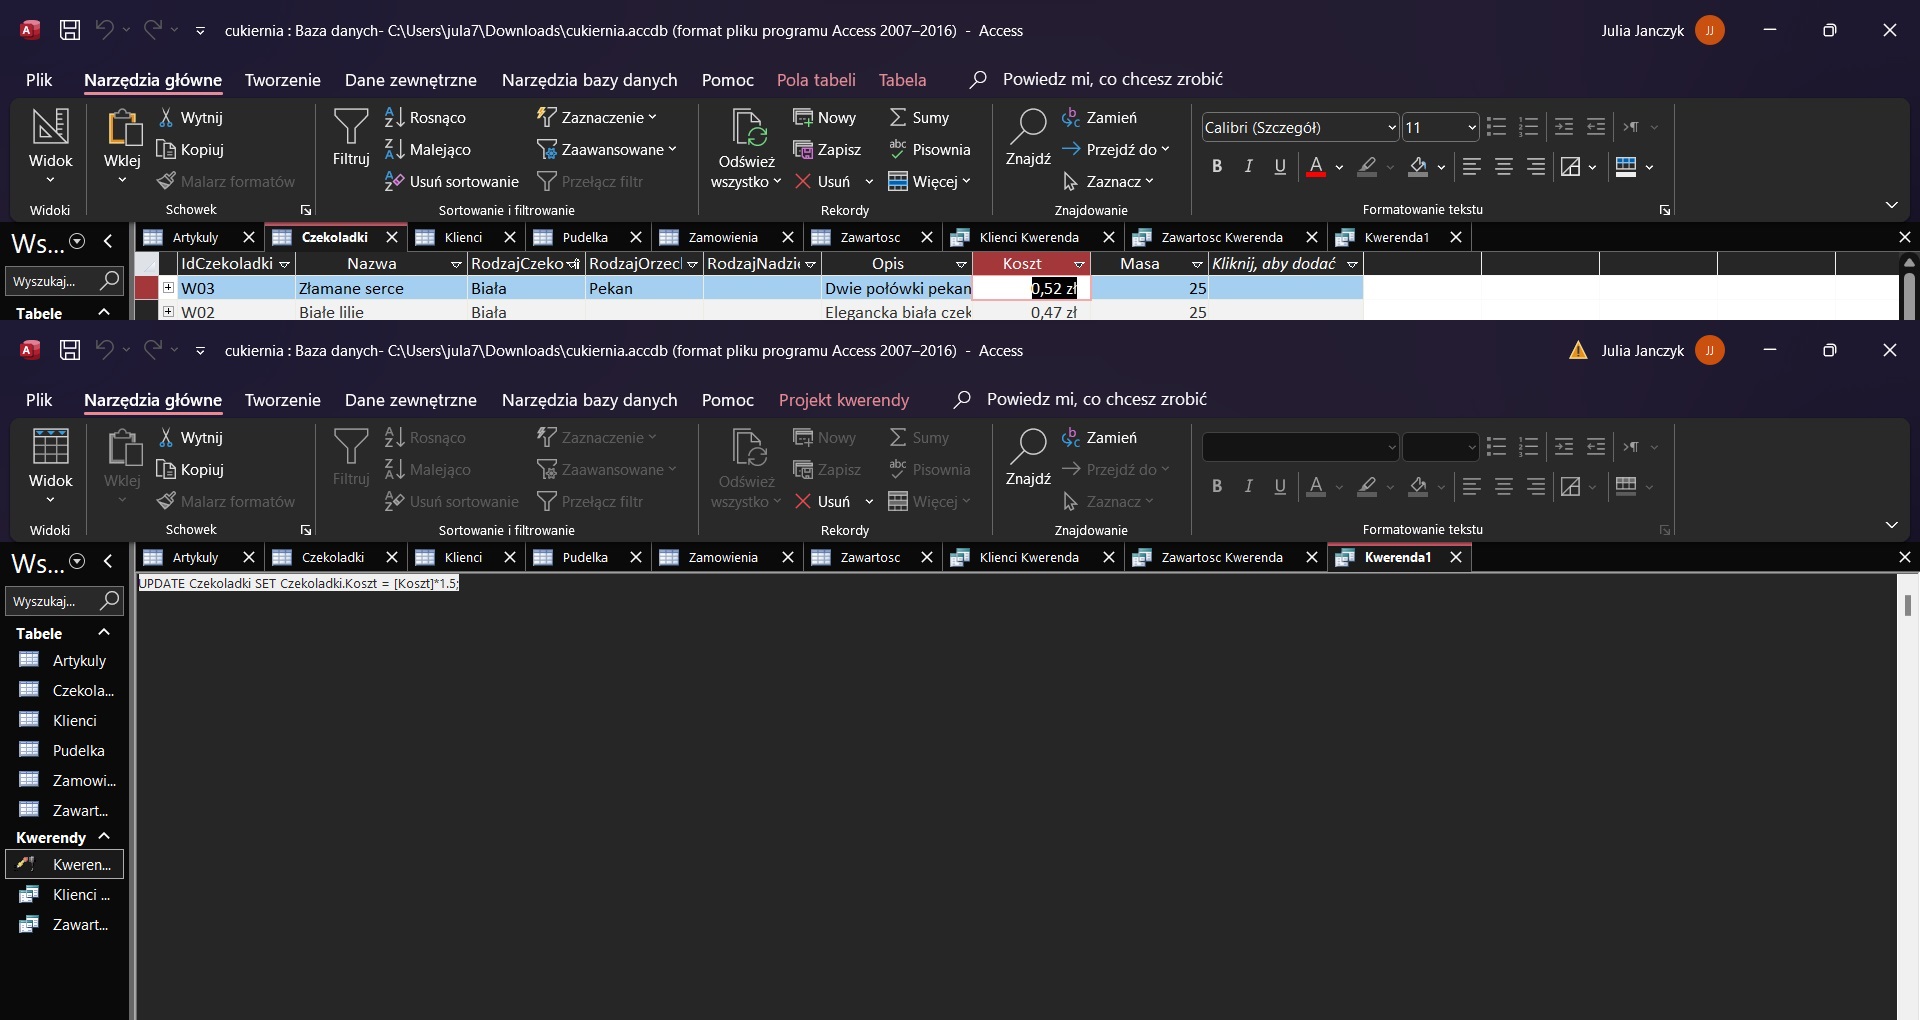 cukiernia : Baza danych- C:\Users\jula7\Downloads\cukiernia.accdb (format pliku programu Access 2007–2016) - Access
Julia Janczyk JJ
Plik Narzędzia główne Tworzenie Dane zewnętrzne Narzędzia bazy danych Pomoc Pola tabeli Tabela Powiedz mi, co chcesz zrobić
Wytnij Rosnąco Zaznaczenie Nowy Sumy Zamień
Calibri (Szczegół) 11
Widok Wklej Kopiuj Filtruj Malejąco Zaawansowane Odśwież wszystko Zapisz Pisownia Znajdź Przejdź do
Malarz formatów Usuń sortowanie Przełącz filtr Usuń Więcej Zaznacz
B I U A
Widoki Schowek Sortowanie i filtrowanie Rekordy Znajdowanie Formatowanie tekstu
Ws... Artykuly Czekoladki Klienci Pudelka Zamowienia Zawartosc Klienci Kwerenda Zawartosc Kwerenda Kwerenda1
IdCzekoladki Nazwa RodzajCzeko RodzajOrzecl RodzajNadzie Opis Koszt Masa Kliknij, aby dodać
Wyszukaj... W03 Złamane serce Biała Pekan Dwie połówki pekan 0,52 zł 25
Tabele W02 Białe lilie Biała Elegancka biała czek 0,47 zł 25
cukiernia : Baza danych- C:\Users\jula7\Downloads\cukiernia.accdb (format pliku programu Access 2007–2016) - Access
Julia Janczyk JJ
Plik Narzędzia główne Tworzenie Dane zewnętrzne Narzędzia bazy danych Pomoc Projekt kwerendy Powiedz mi, co chcesz zrobić
Wytnij Rosnąco Zaznaczenie Nowy Sumy Zamień
Widok Wklej Kopiuj Filtruj Malejąco Zaawansowane Odśwież wszystko Zapisz Pisownia Znajdź Przejdź do
Malarz formatów Usuń sortowanie Przełącz filtr Usuń Więcej Zaznacz
B I U A
Widoki Schowek Sortowanie i filtrowanie Rekordy Znajdowanie Formatowanie tekstu
Ws... Artykuly Czekoladki Klienci Pudelka Zamowienia Zawartosc Klienci Kwerenda Zawartosc Kwerenda Kwerenda1
UPDATE Czekoladki SET Czekoladki.Koszt = [Koszt]*1.5;
Wyszukaj...
Tabele
Artykuly
Czekola...
Klienci
Pudelka
Zamowi...
Zawart...
Kwerendy
Kweren...
Klienci ...
Zawart...